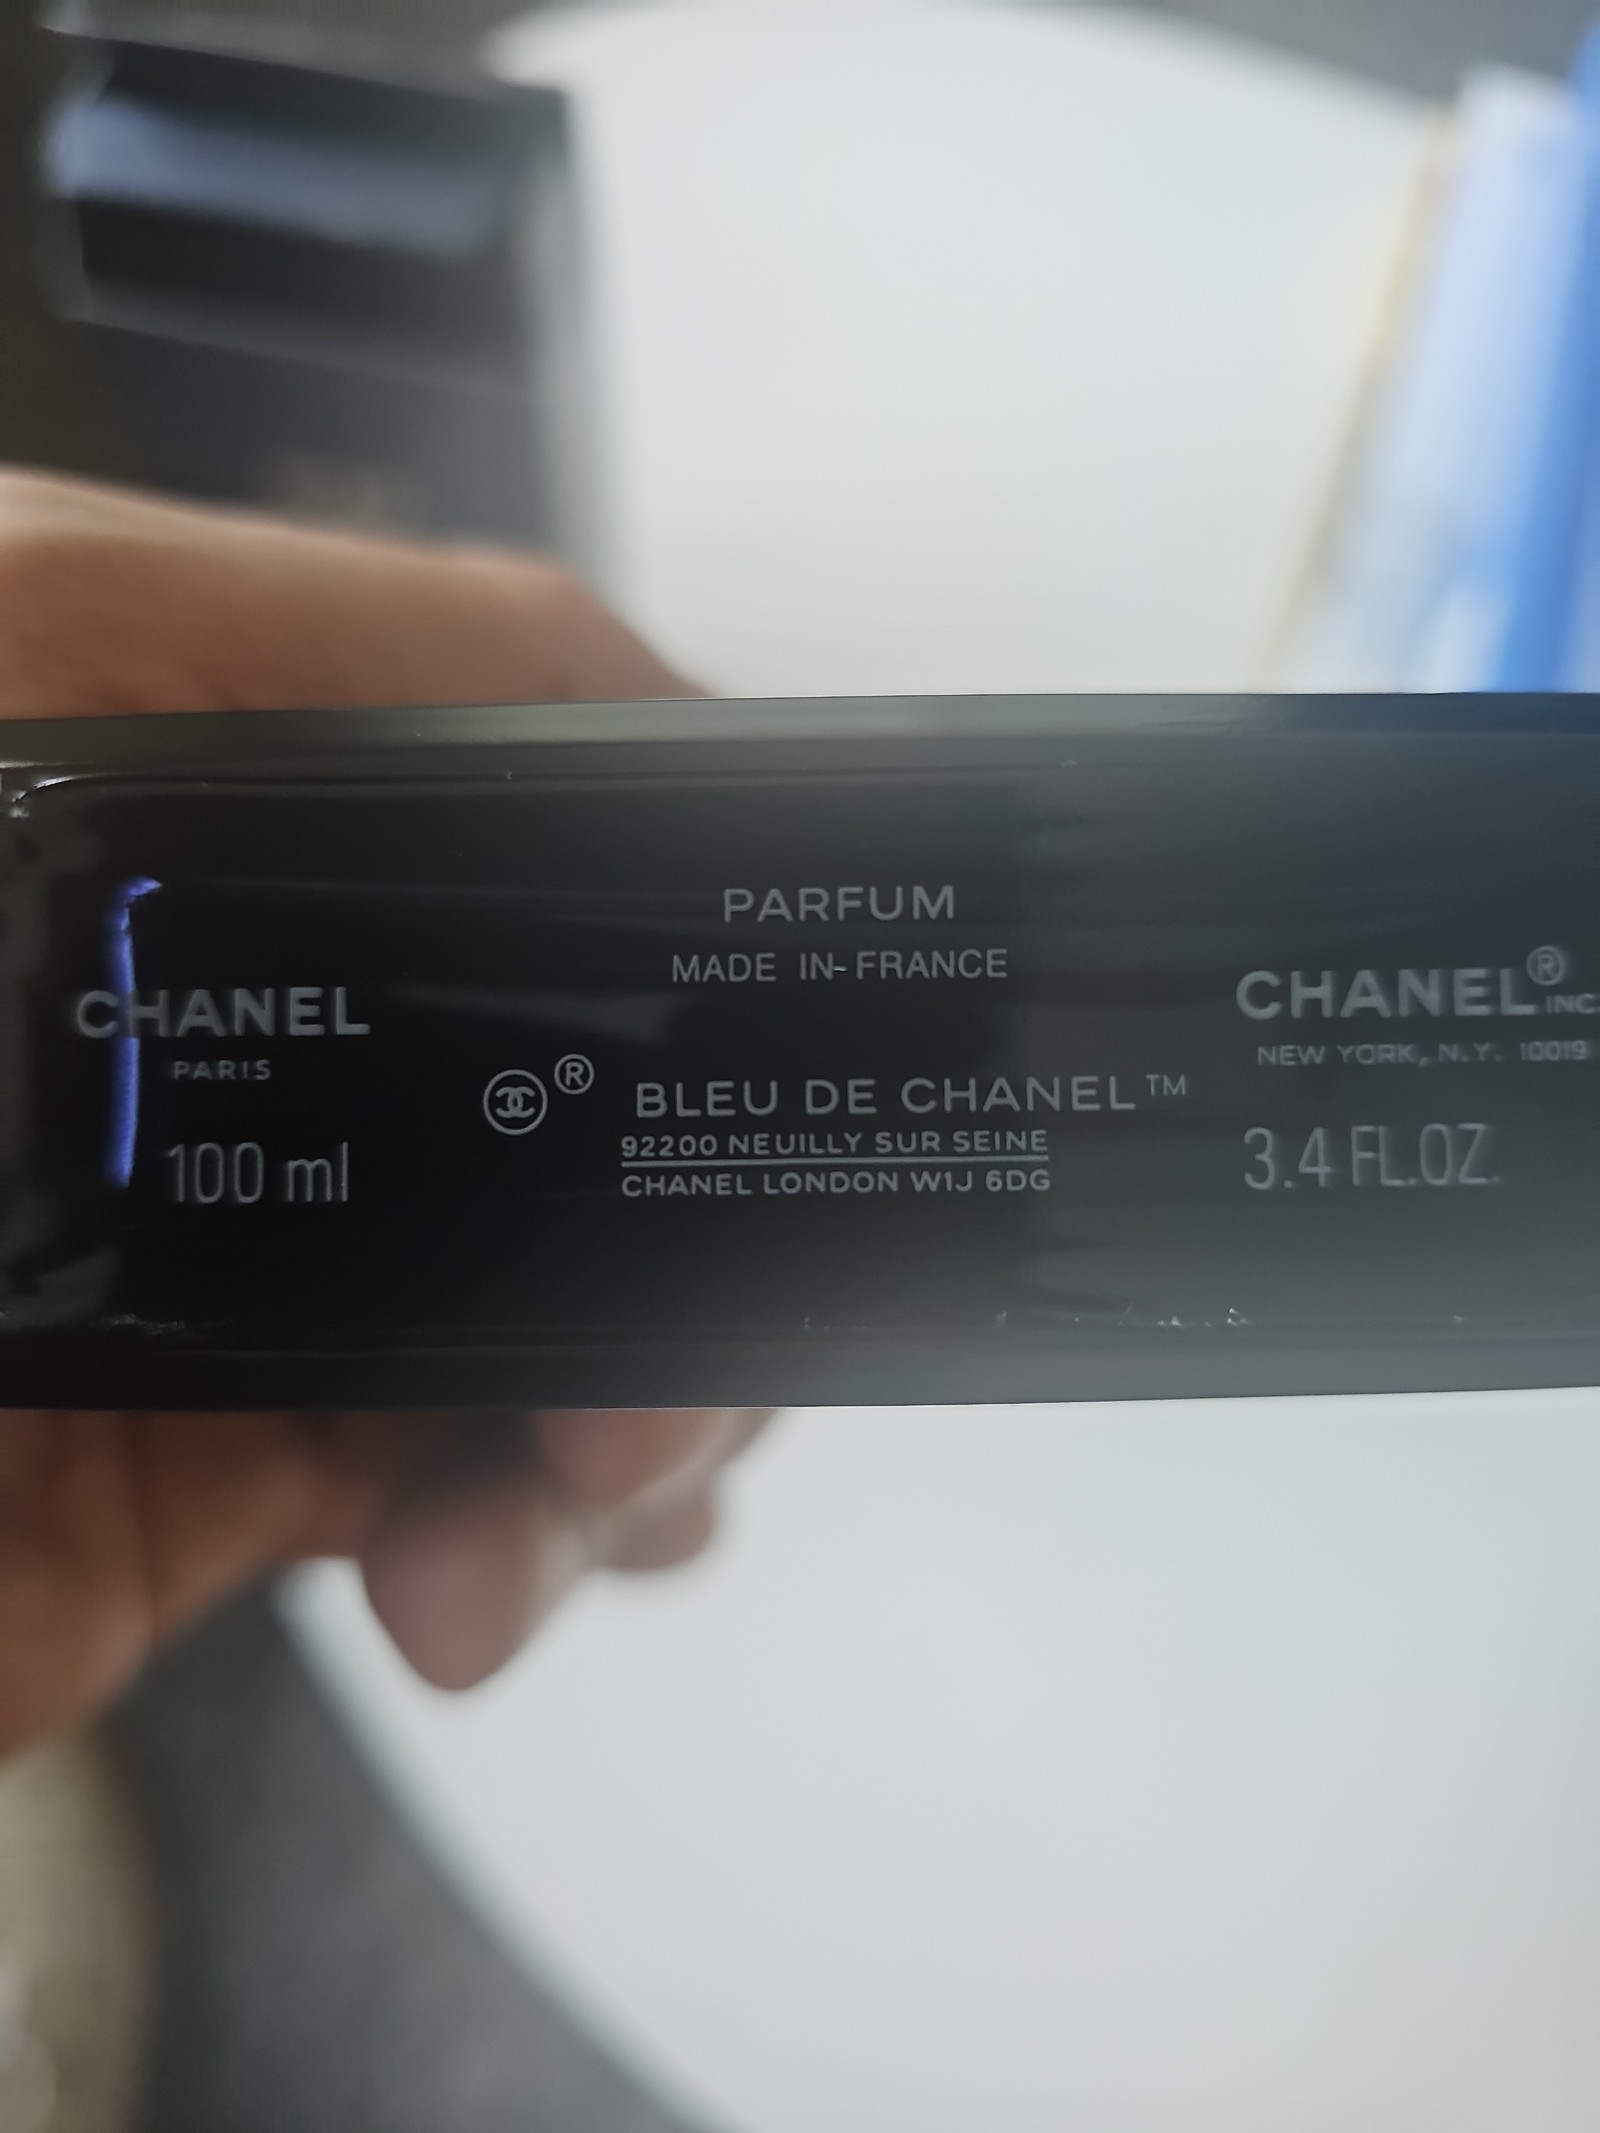 PARFUM
MADE IN-FRANCE
CHANEL
PARIS
100 ml
® BLEU DE CHANEL™
92200 NEUILLY SUR SEINE
CHANEL LONDON W1J 6DG
CHANEL® INC.
NEW YORK, N.Y. 10019
3.4 FL.OZ.